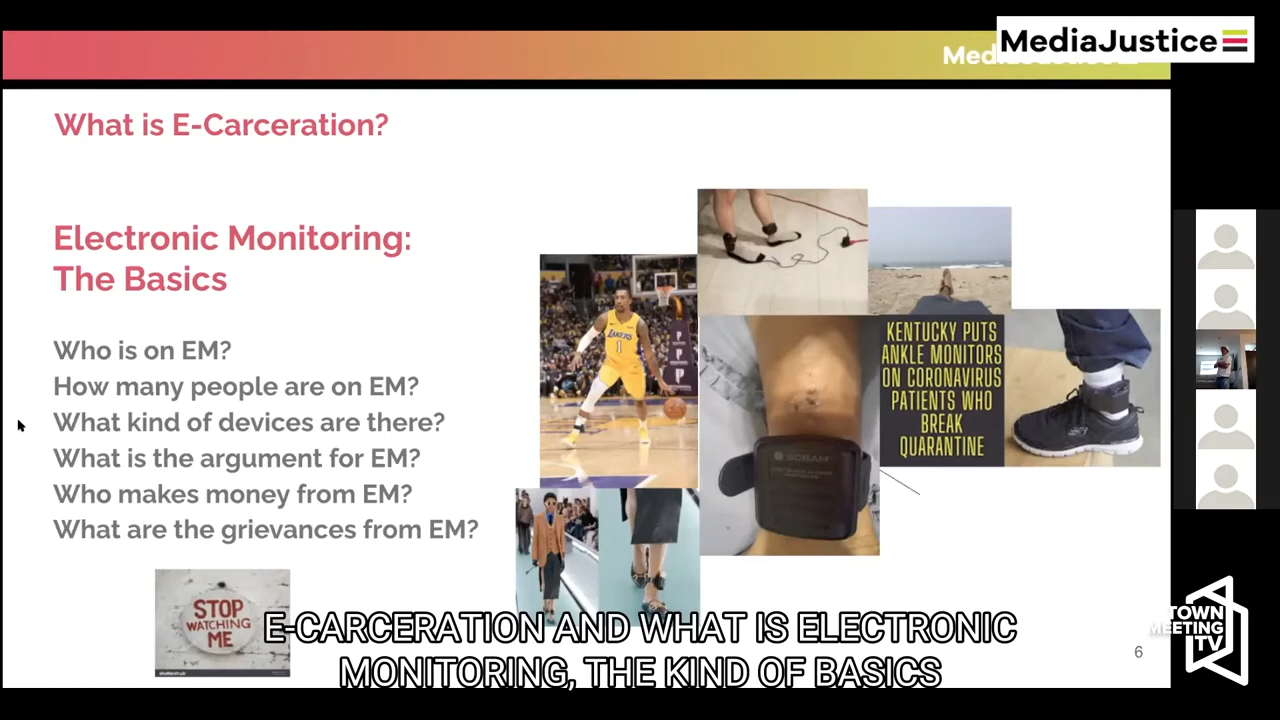 MediaJustice
What is E-Carceration?
Electronic Monitoring:
The Basics
Who is on EM?
How many people are on EM?
What kind of devices are there?
What is the argument for EM?
Who makes money from EM?
What are the grievances from EM?
LAKERS
1
P
P
P
SCRAM
KENTUCKY PUTS
ANKLE MONITORS
ON CORONAVIRUS
PATIENTS WHO
BREAK
QUARANTINE
STOP
WATCHING
ME
E-CARCERATION AND WHAT IS ELECTRONIC
MONITORING, THE KIND OF BASICS
6
TOWN
MEETING
TV